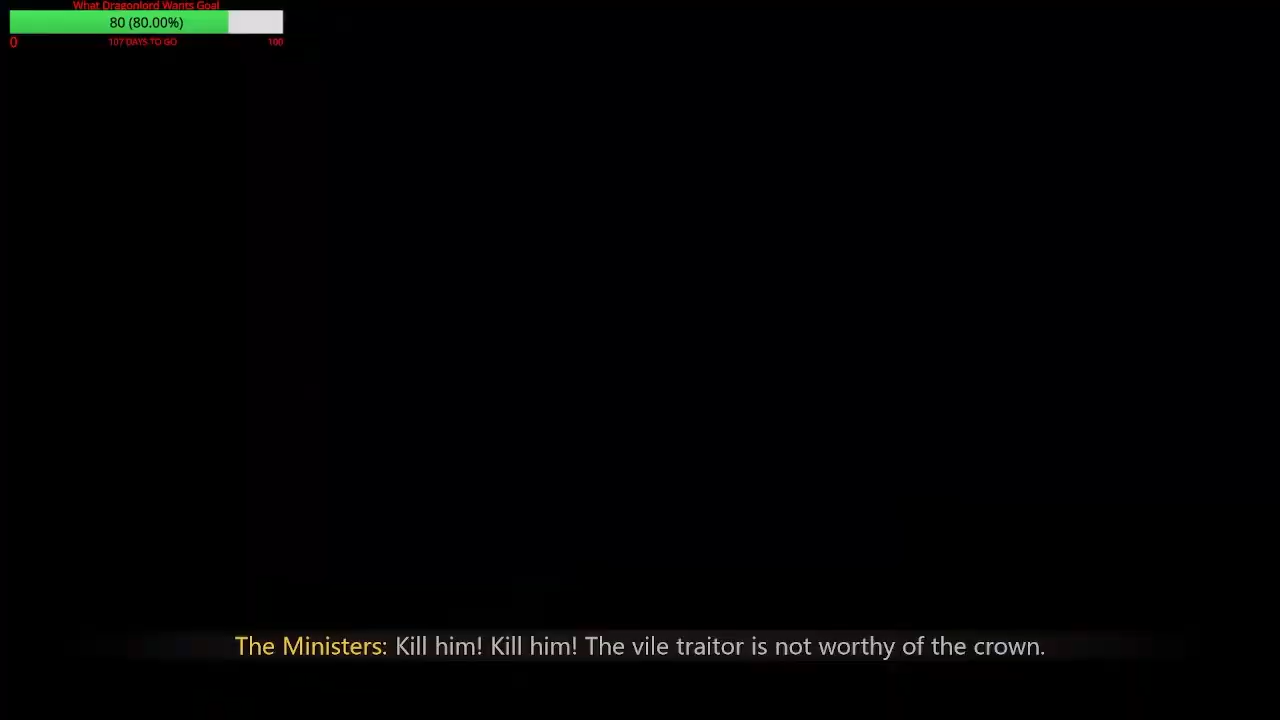 What Dragonlord Wants Goal
80 (80.00%)
0 107 DAYS TO GO 100
The Ministers: Kill him! Kill him! The vile traitor is not worthy of the crown.